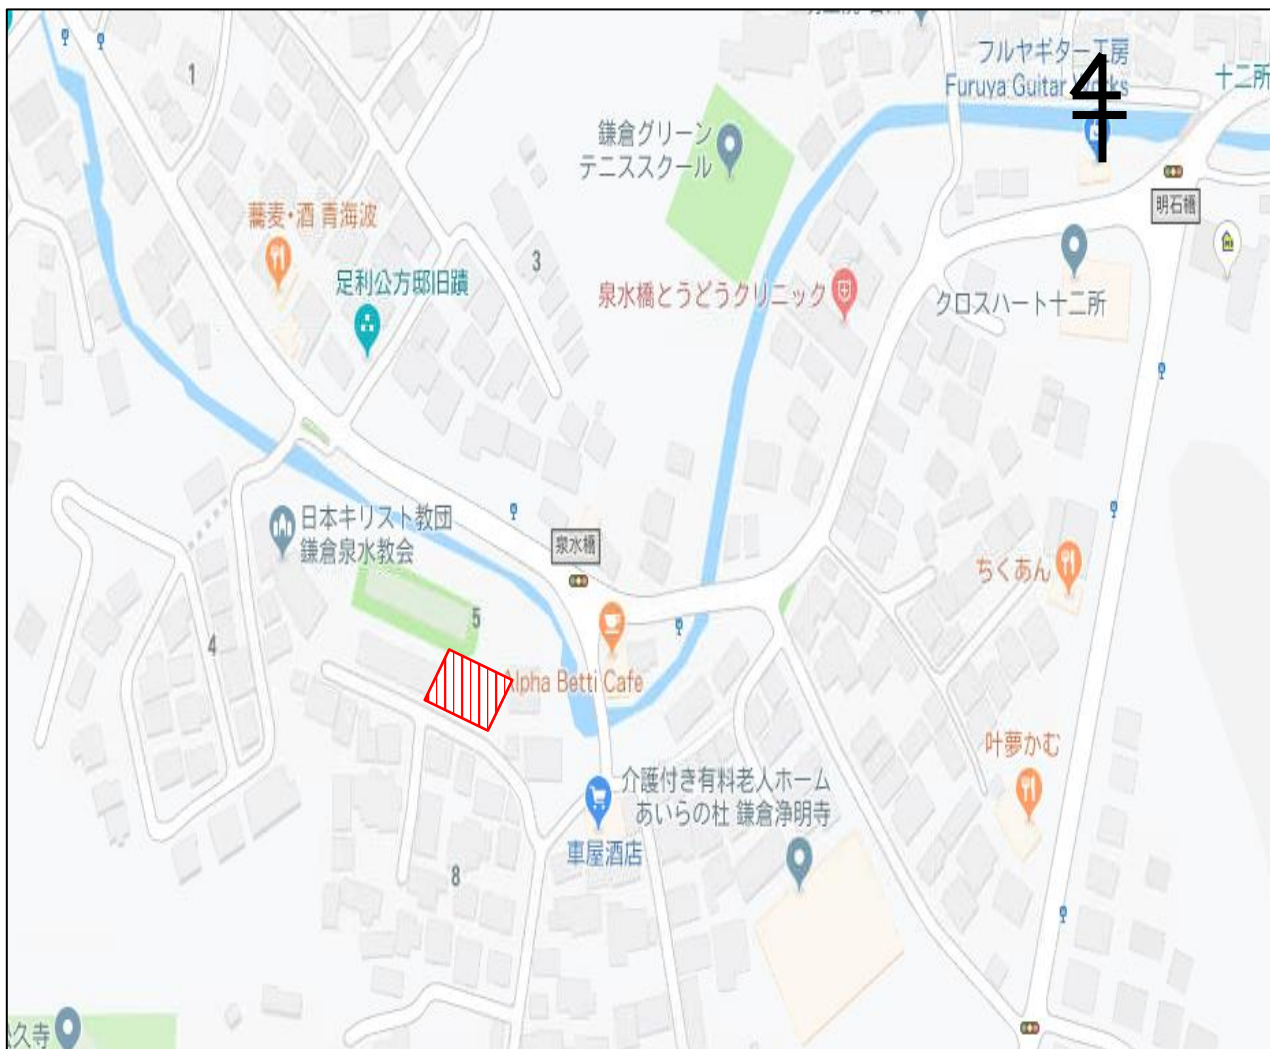 フルヤギター工房
Furuya Guitar Works
十二所
1
鎌倉グリーン
テニススクール
明石橋
蕎麦・酒 青海波
3
足利公方邸旧蹟
泉水橋とうどうクリニック
クロスハート十二所
日本キリスト教団
鎌倉泉水教会
泉水橋
ちくあん
5
4
Alpha Betti Cafe
叶夢かむ
介護付き有料老人ホーム
あいらの杜 鎌倉浄明寺
車屋酒店
8
久寺